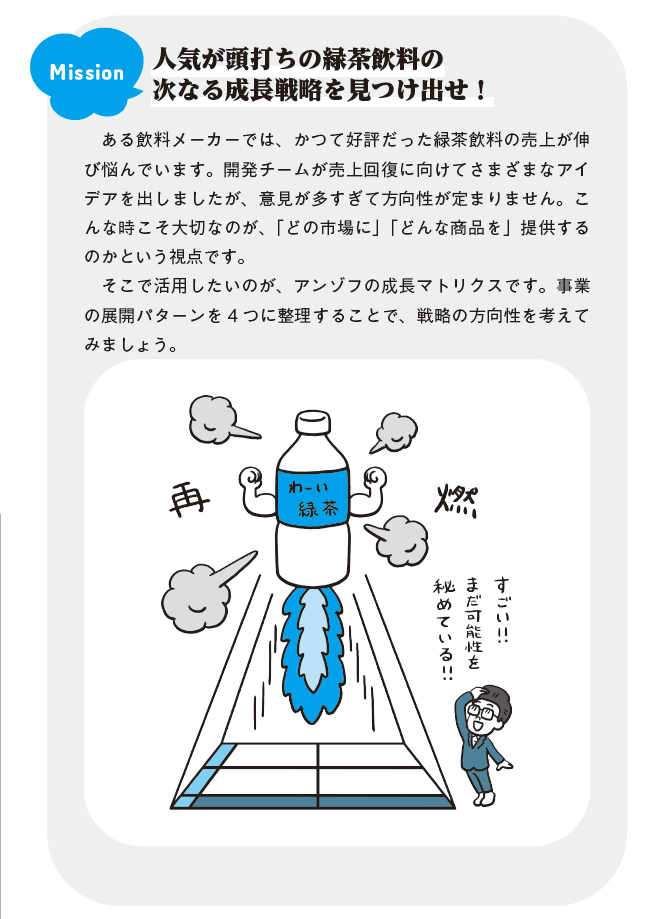 Mission
人気が頭打ちの緑茶飲料の
次なる成長戦略を見つけ出せ！
ある飲料メーカーでは、かつて好評だった緑茶飲料の売上が伸
び悩んでいます。開発チームが売上回復に向けてさまざまなアイ
デアを出しましたが、意見が多すぎて方向性が定まりません。こ
んな時こそ大切なのが、「どの市場に」「どんな商品を」提供する
のかという視点です。
そこで活用したいのが、アンゾフの成長マトリクスです。事業
の展開パターンを４つに整理することで、戦略の方向性を考えて
みましょう。
再
燃
わーい
緑茶
すごい!!
まだ可能性を
秘めている!!